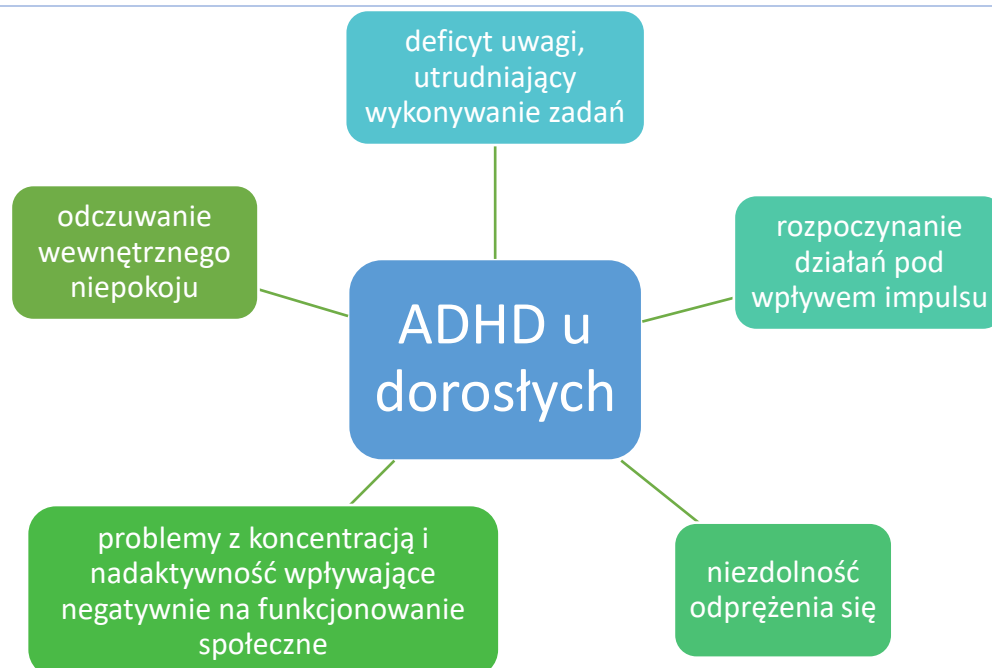 deficyt uwagi,
utrudniający
wykonywanie zadań
odczuwanie
wewnętrznego
niepokoju
rozpoczynanie
działań pod
wpływem impulsu
ADHD u
dorosłych
problemy z koncentracją i
nadaktywność wpływające
negatywnie na funkcjonowanie
społeczne
niezdolność
odprężenia się